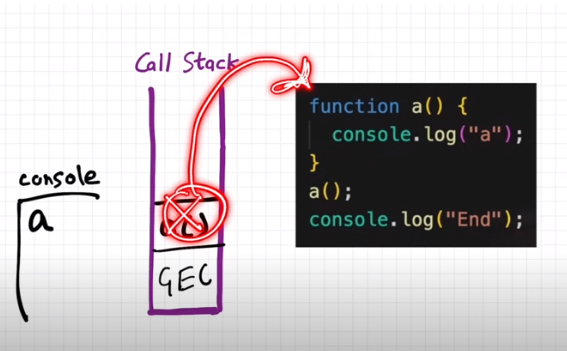 Call Stack
function a() {
console.log("a");
}
a();
console.log("End");
console
a
GEC